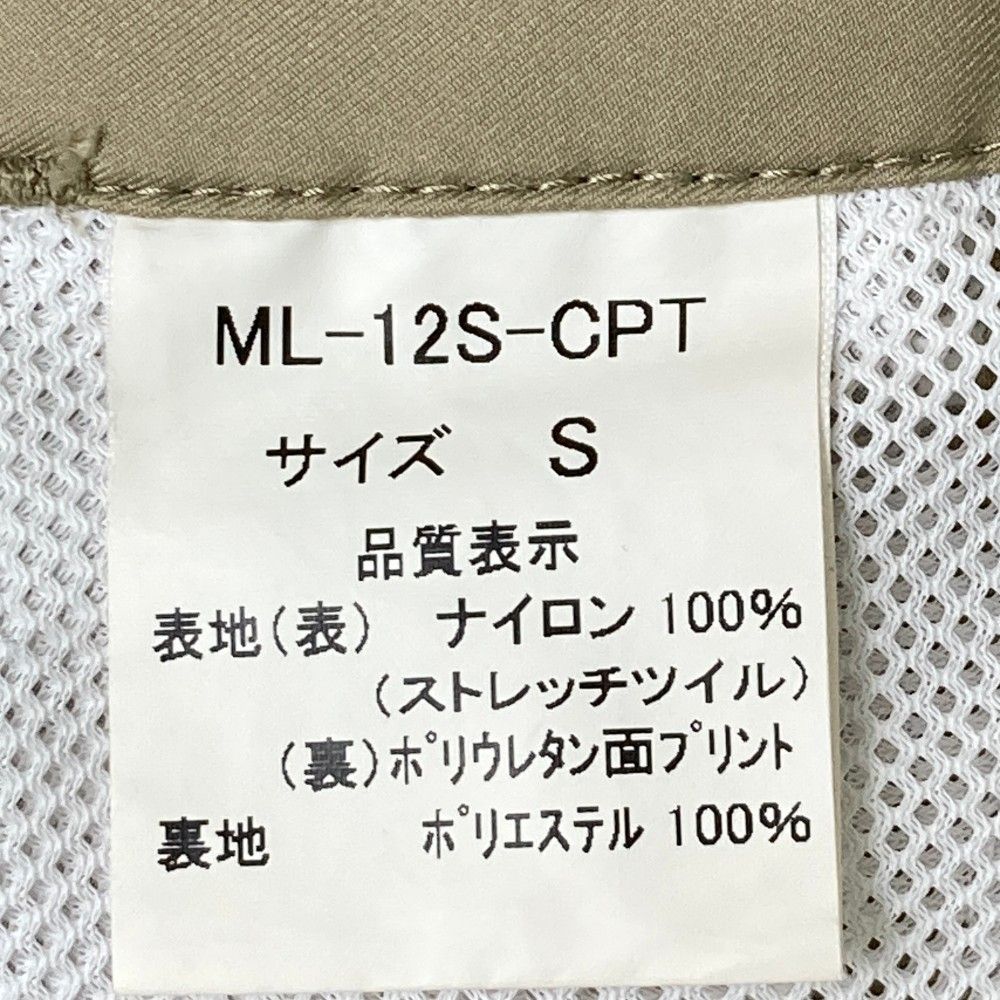 ML-12S-CPT
サイズ S
品質表示
表地(表) ナイロン 100%
(ストレッチツイル)
(裏)ポリウレタン面プリント
裏地 ポリエステル 100%